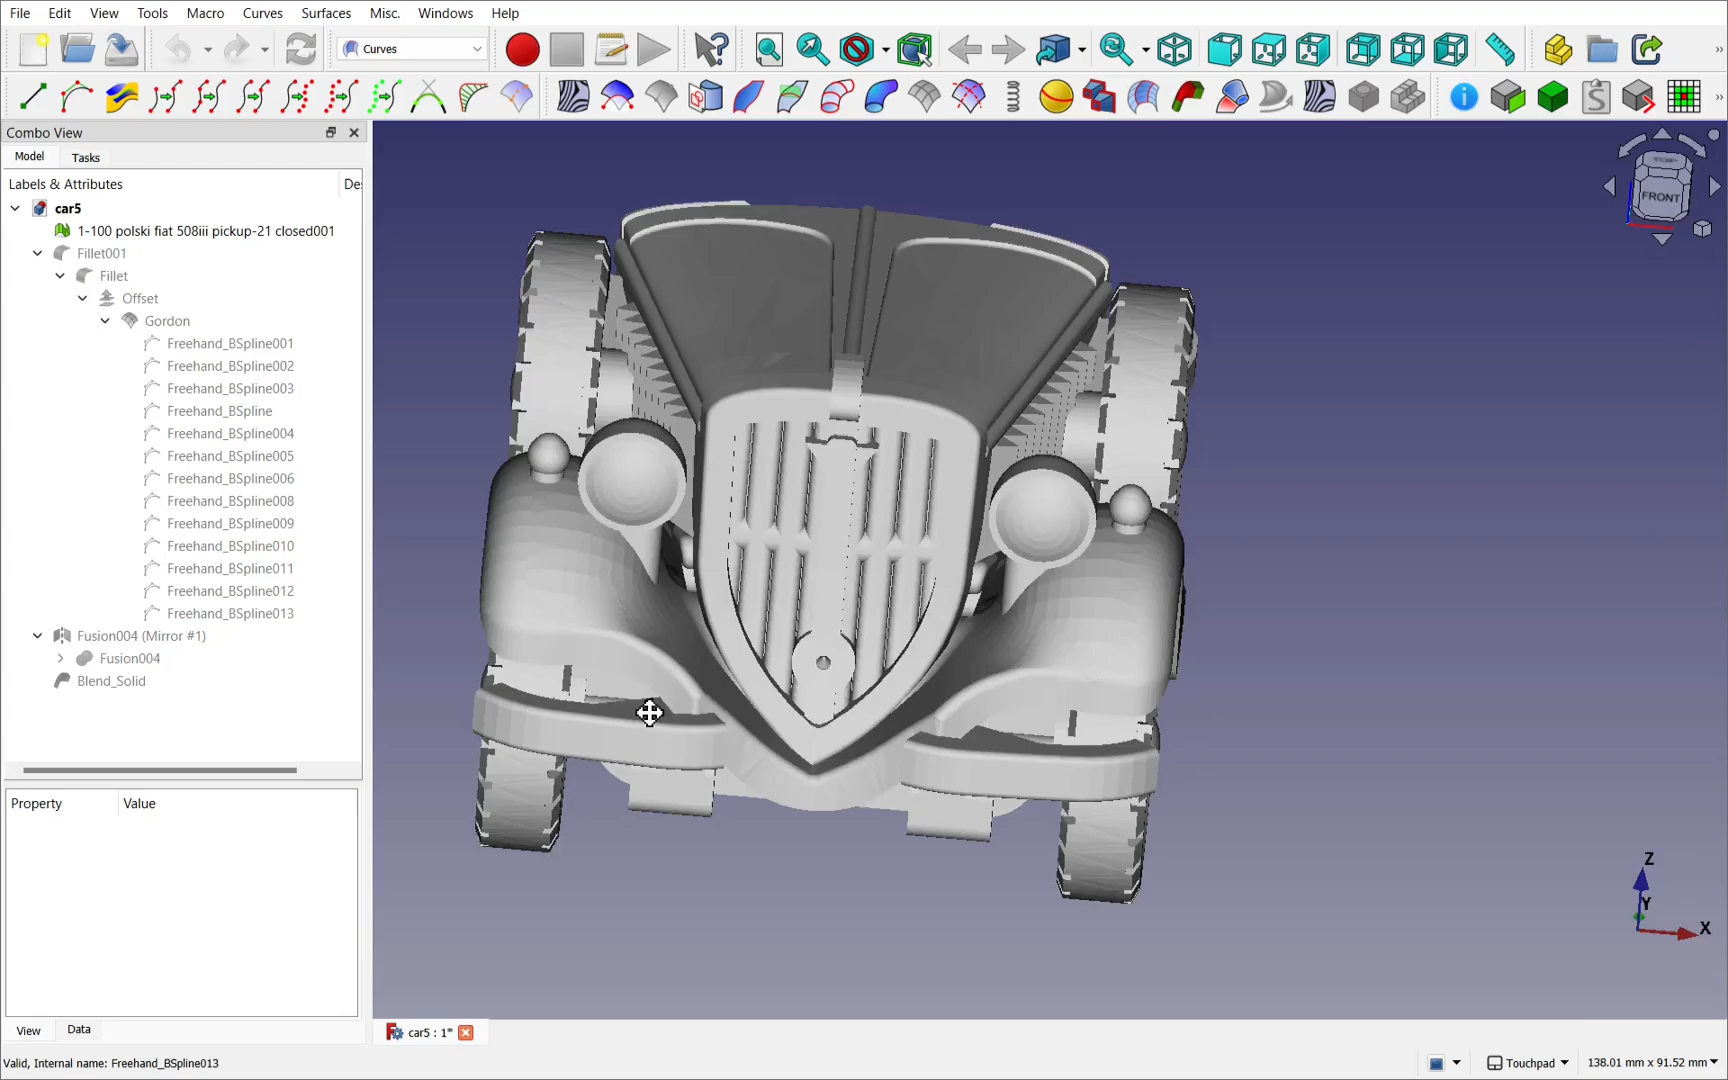 File Edit View Tools Macro Curves Surfaces Misc. Windows Help
Curves
Combo View
Model Tasks
Labels & Attributes
car5
1-100 polski fiat 508iii pickup-21 closed001
Fillet001
Fillet
Offset
Gordon
Freehand_BSpline001
Freehand_BSpline002
Freehand_BSpline003
Freehand_BSpline
Freehand_BSpline004
Freehand_BSpline005
Freehand_BSpline006
Freehand_BSpline008
Freehand_BSpline009
Freehand_BSpline010
Freehand_BSpline011
Freehand_BSpline012
Freehand_BSpline013
Fusion004 (Mirror #1)
Fusion004
Blend_Solid
Property Value
View Data
TOP
FRONT
Z
Y
X
car5 : 1*
Valid, Internal name: Freehand_BSpline013
Touchpad
138.01 mm x 91.52 mm